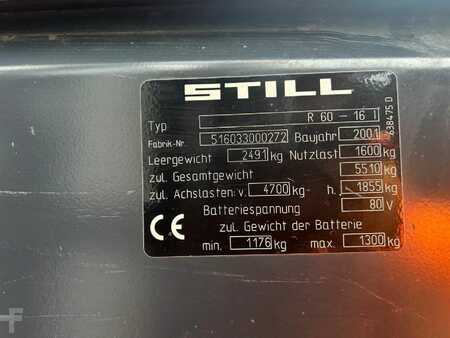 STILL
Typ R 60 - 16 I
Fabrik-Nr. 516033000272 Baujahr 2001
Leergewicht 2491 kg Nutzlast 1600 kg
zul. Gesamtgewicht 5510 kg
zul. Achslasten: v. 4700 kg h. 1855 kg
Batteriespannung 80 V
zul. Gewicht der Batterie
CE min. 1176 kg max. 1300 kg
638475 D